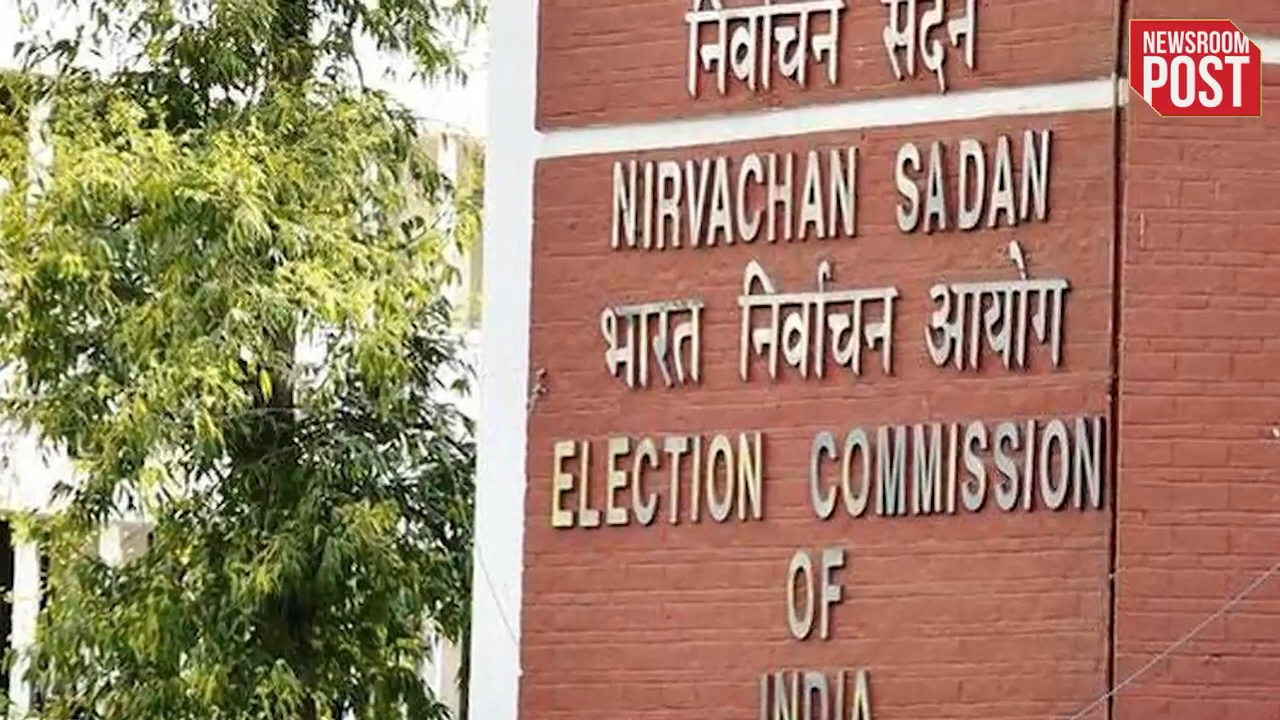 निर्वाचन सदन
NEWSROOM
POST
NIRVACHAN SADAN
भारत निर्वाचन आयोग
ELECTION COMMISSION
OF
INDIA